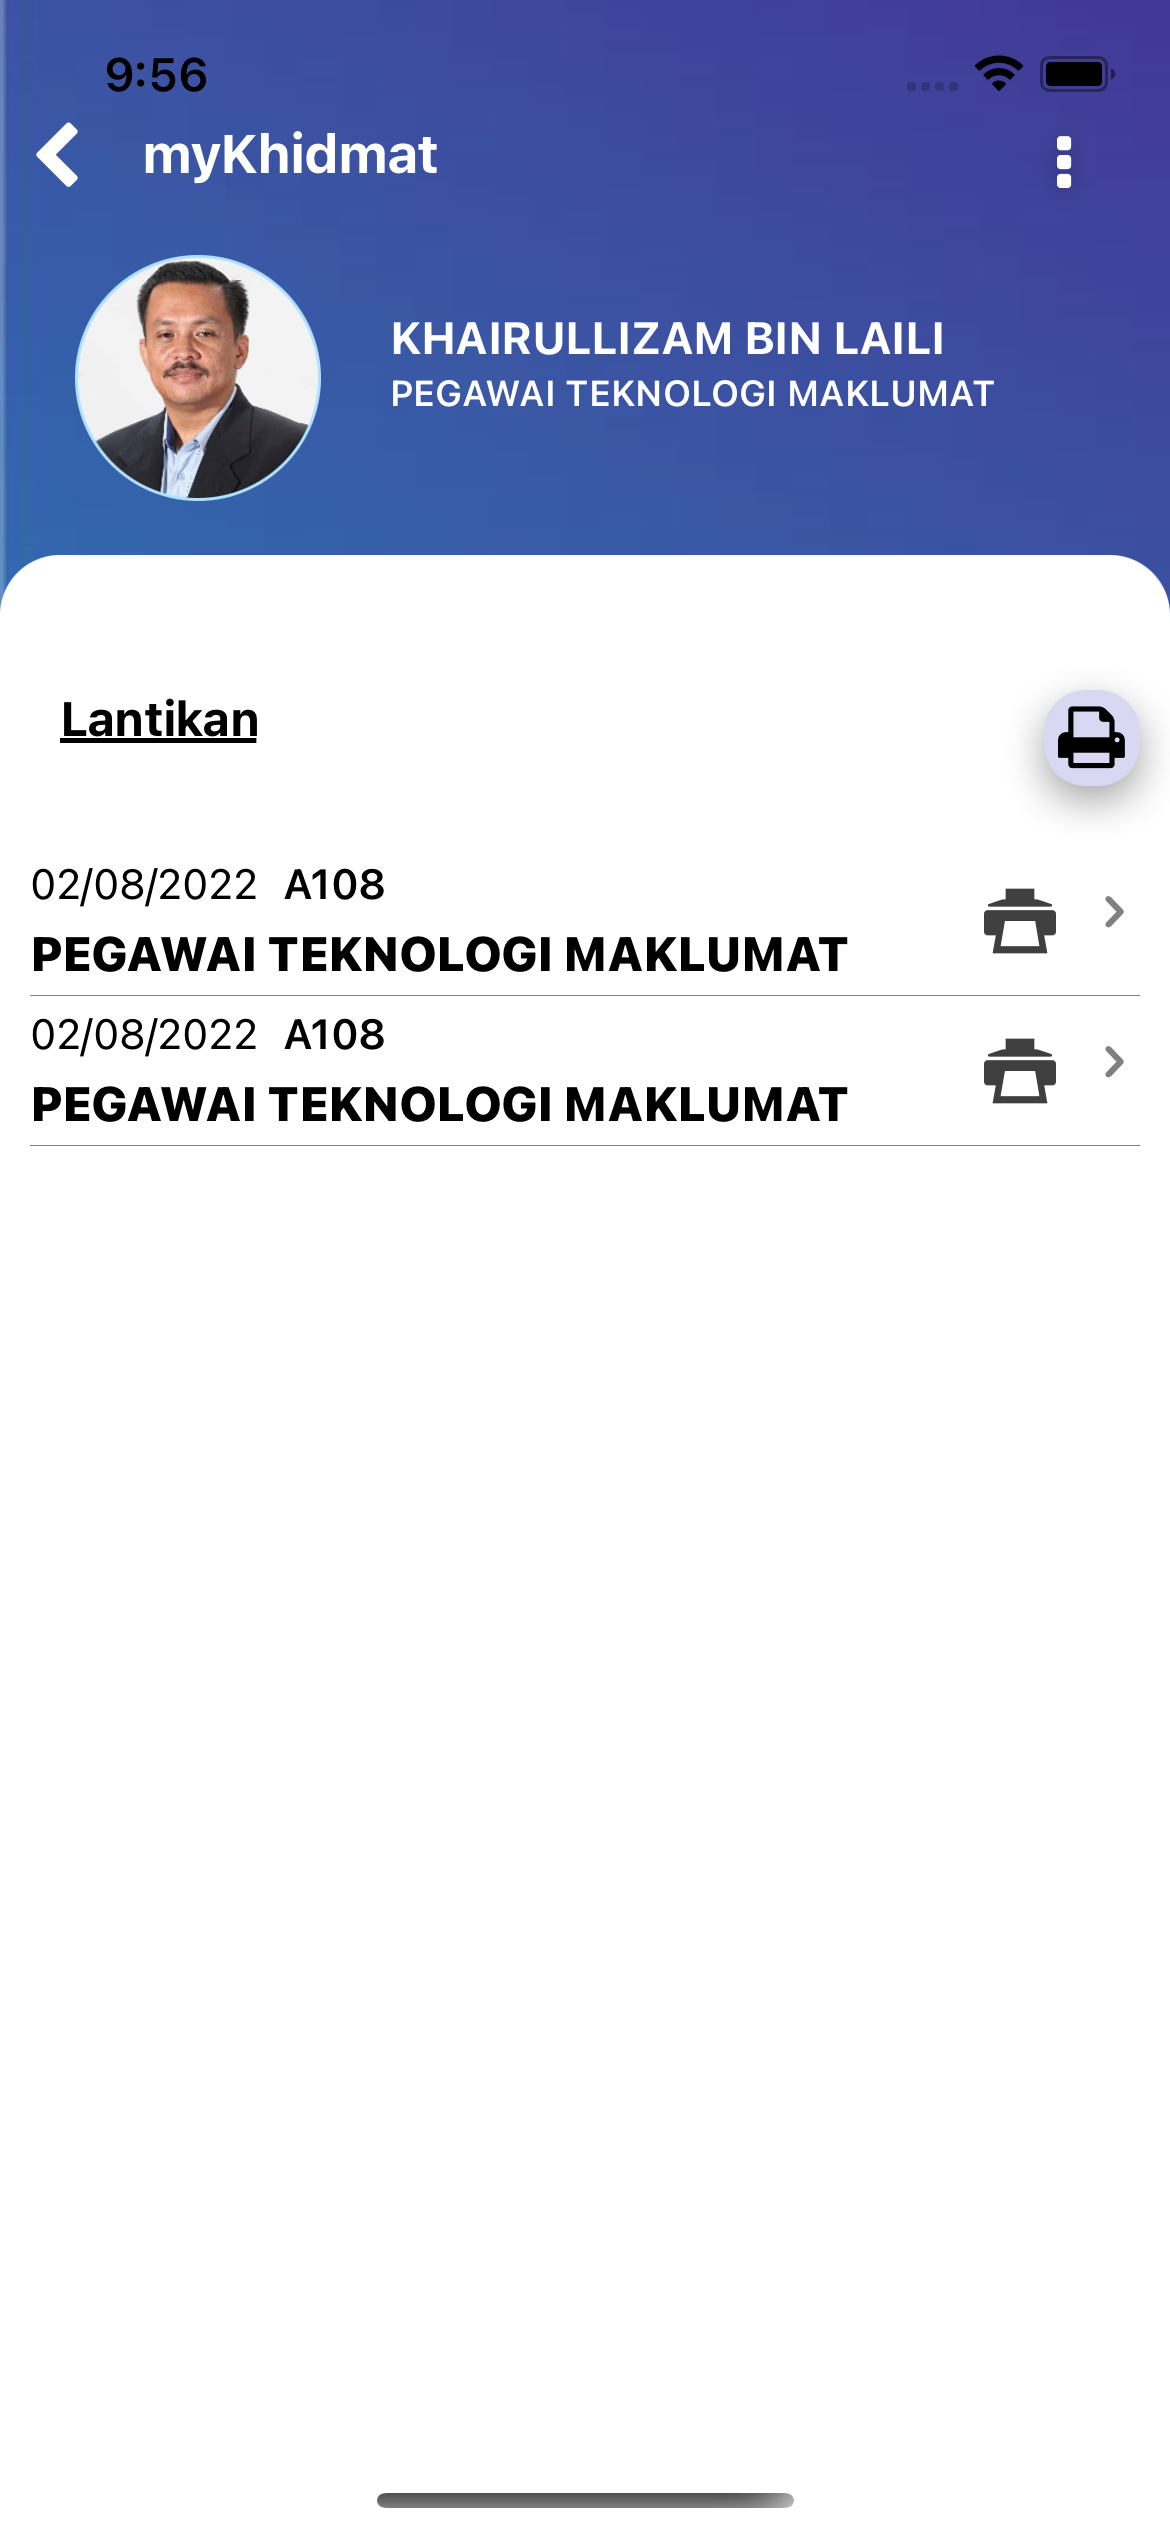 9:56
myKhidmat
KHAIRULLIZAM BIN LAILI
PEGAWAI TEKNOLOGI MAKLUMAT
Lantikan
02/08/2022 A108
PEGAWAI TEKNOLOGI MAKLUMAT
02/08/2022 A108
PEGAWAI TEKNOLOGI MAKLUMAT